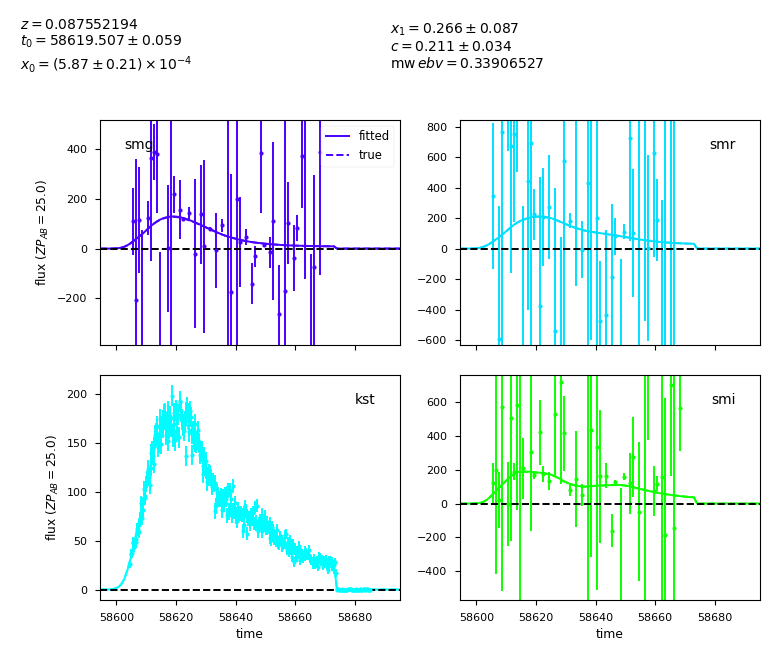 z = 0.087552194
t₀ = 58619.507 ± 0.059
x₀ = (5.87 ± 0.21) × 10⁻⁴
x₁ = 0.266 ± 0.087
c = 0.211 ± 0.034
mw ebv = 0.33906527
smg
fitted
true
400
200
0
−200
flux (ZP_AB = 25.0)
smr
800
600
400
200
0
−200
−400
−600
kst
200
150
100
50
0
flux (ZP_AB = 25.0)
58600 58620 58640 58660 58680
time
smi
600
400
200
0
−200
−400
58600 58620 58640 58660 58680
time